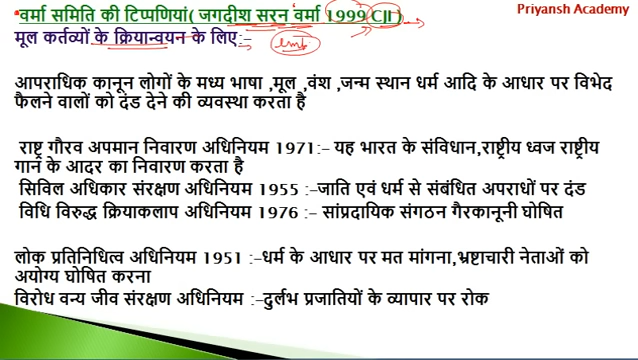 Priyansh Academy
वर्मा समिति की टिप्पणियां ( जगदीश सरन वर्मा 1999 CJI )
मूल कर्तव्यों के क्रियान्वयन के लिए :-
imp
आपराधिक कानून लोगों के मध्य भाषा ,मूल ,वंश ,जन्म स्थान धर्म आदि के आधार पर विभेद
फैलने वालों को दंड देने की व्यवस्था करता है
राष्ट्र गौरव अपमान निवारण अधिनियम 1971 :- यह भारत के संविधान ,राष्ट्रीय ध्वज राष्ट्रीय
गान के आदर का निवारण करता है
सिविल अधिकार संरक्षण अधिनियम 1955 :-जाति एवं धर्म से संबंधित अपराधों पर दंड
विधि विरुद्ध क्रियाकलाप अधिनियम 1976 :- सांप्रदायिक संगठन गैरकानूनी घोषित
लोक प्रतिनिधित्व अधिनियम 1951 :-धर्म के आधार पर मत मांगना ,भ्रष्टाचारी नेताओं को
अयोग्य घोषित करना
विरोध वन्य जीव संरक्षण अधिनियम :-दुर्लभ प्रजातियों के व्यापार पर रोक